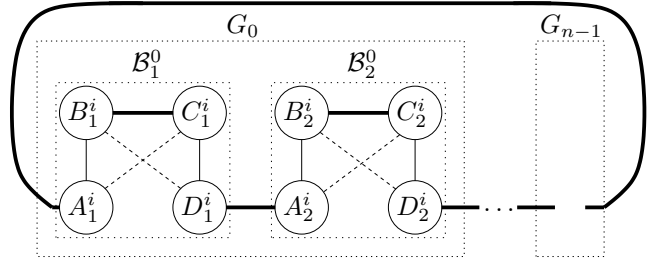 G_0 G_{n-1}
\mathcal{B}_1^0 \mathcal{B}_2^0
B_1^i C_1^i B_2^i C_2^i
A_1^i D_1^i A_2^i D_2^i ...